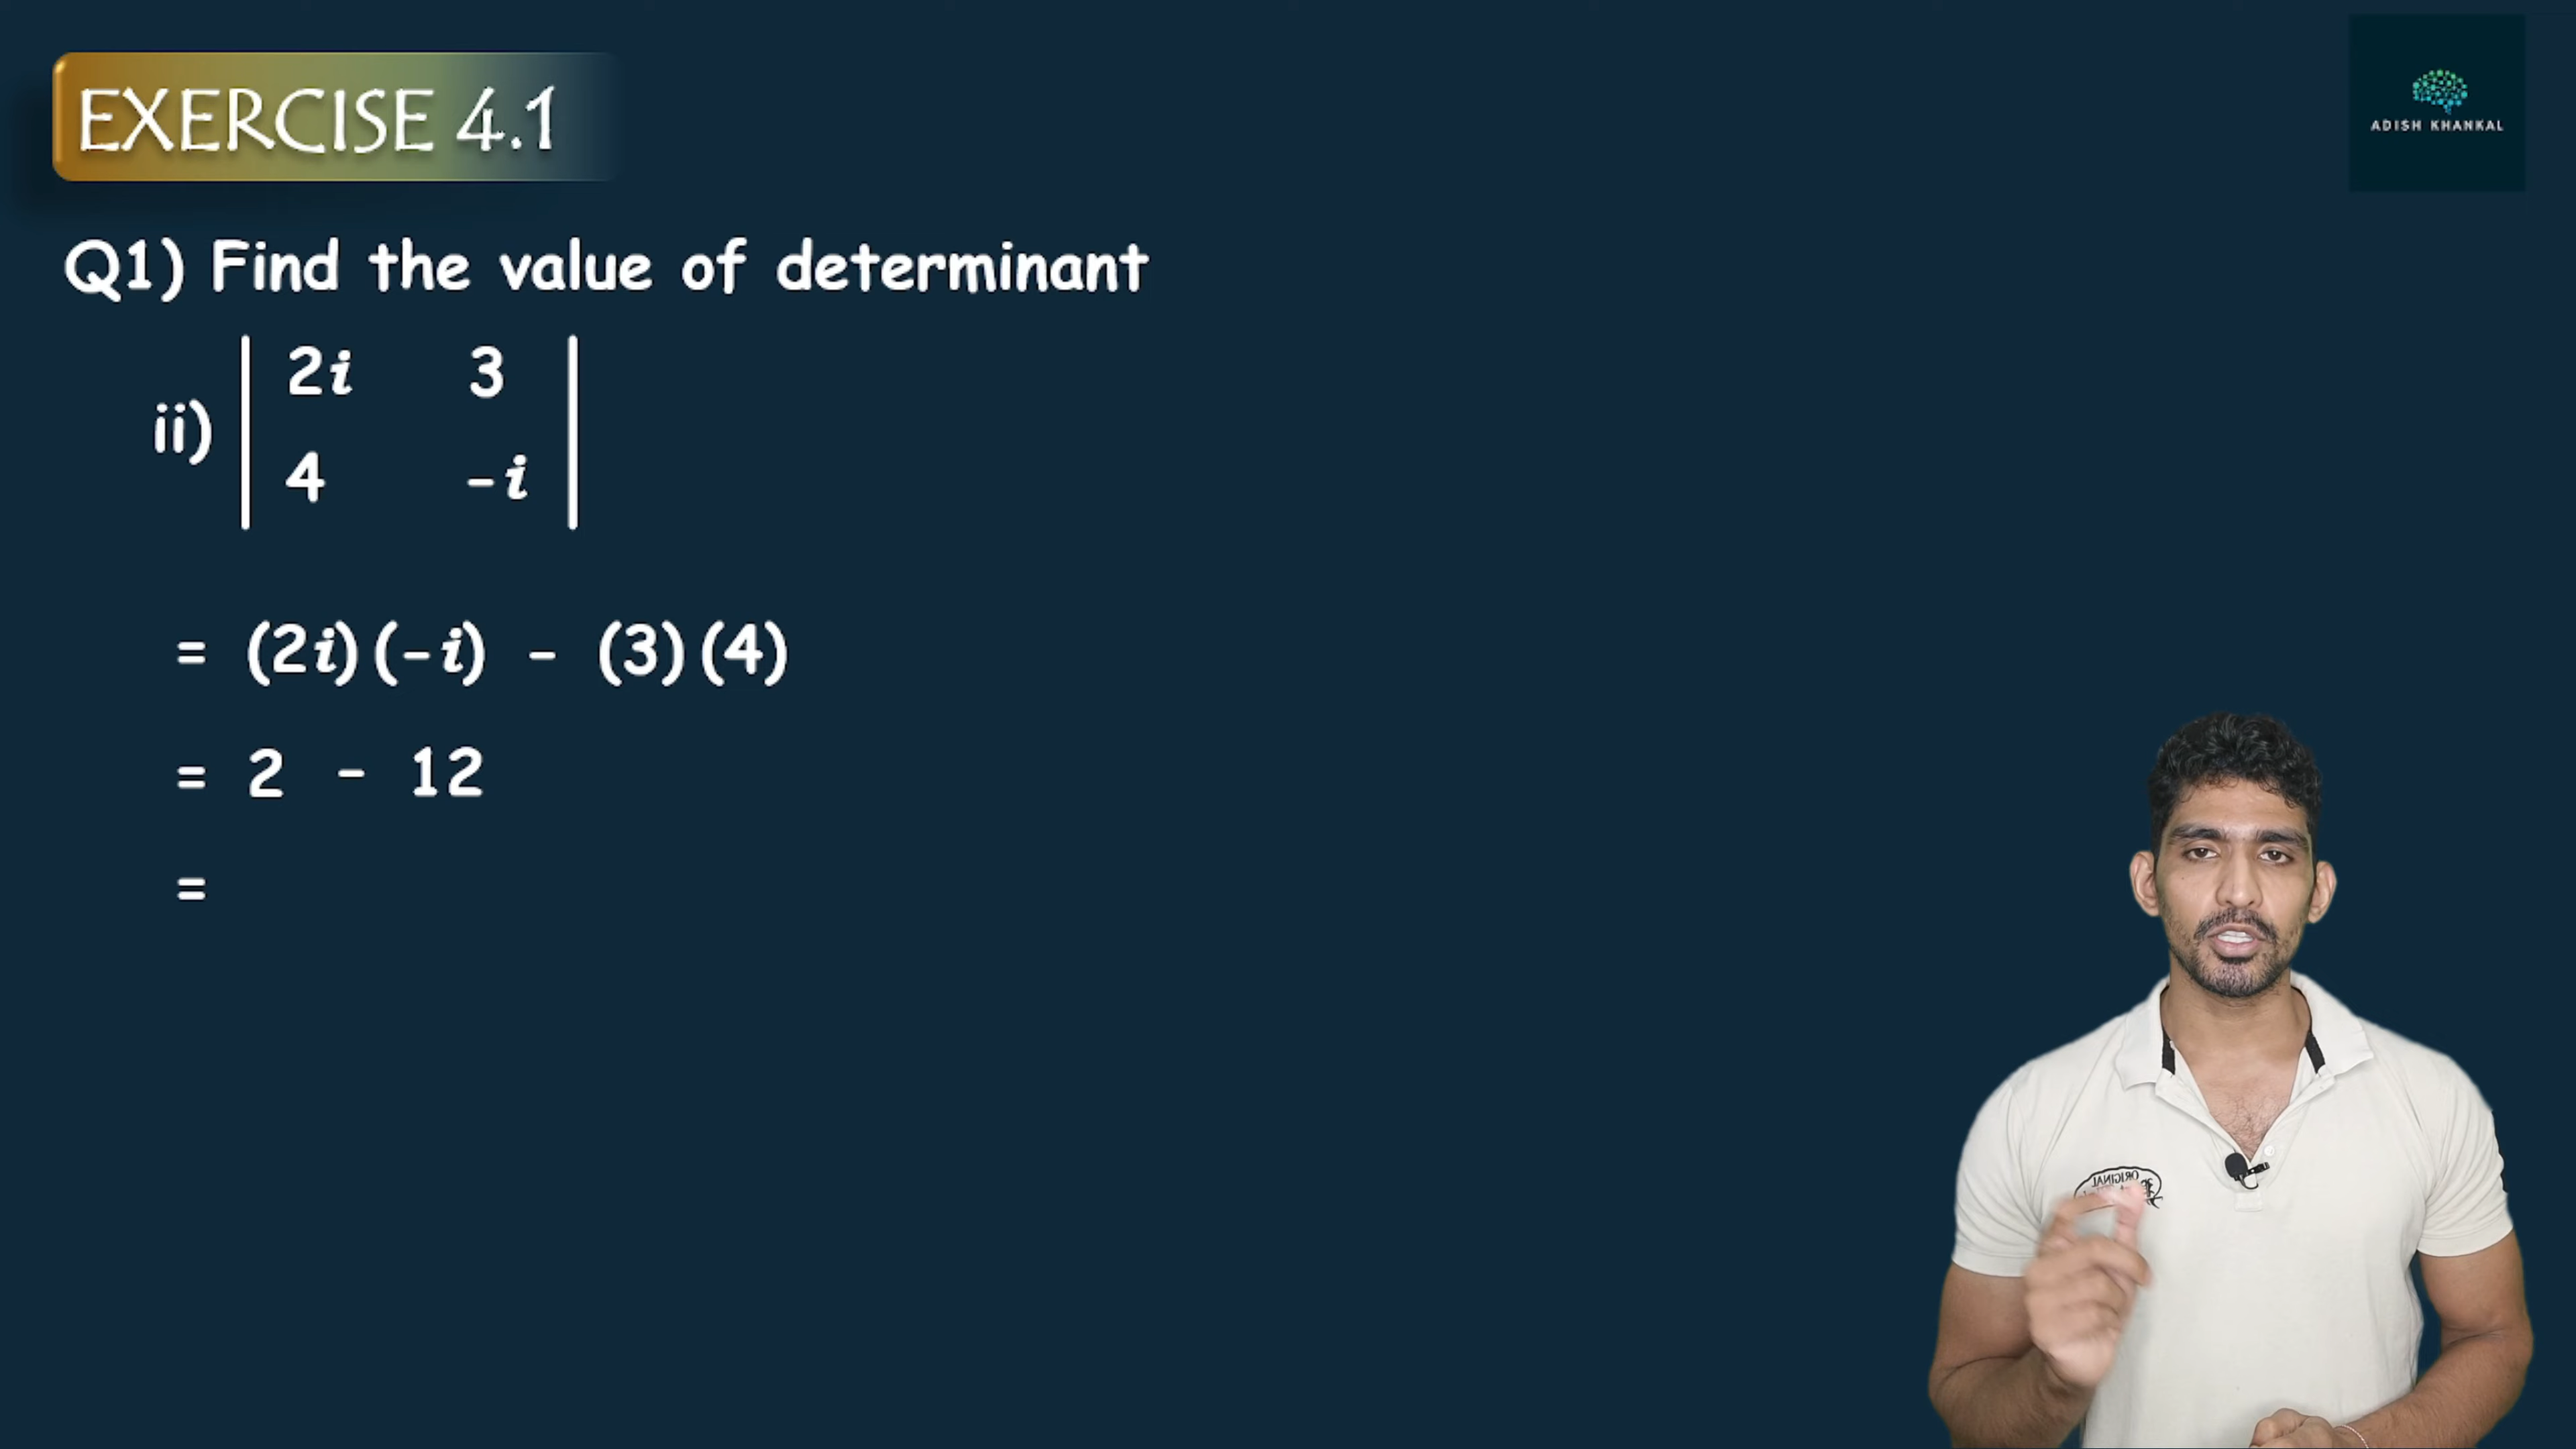 EXERCISE 4.1
ADISH KHANKAL
Q1) Find the value of determinant
ii) | 2i 3 |
| 4 -i |
= (2i)(-i) - (3)(4)
= 2 - 12
=
ORIGINAL